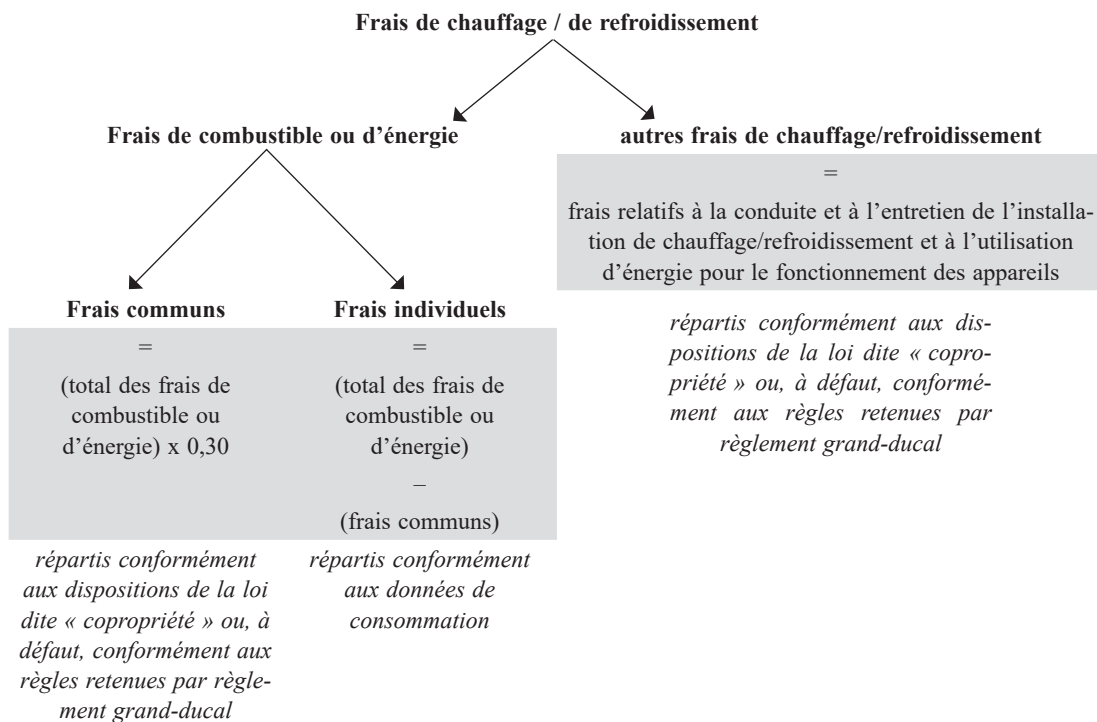 Frais de chauffage / de refroidissement
Frais de combustible ou d’énergie
autres frais de chauffage/refroidissement
=
frais relatifs à la conduite et à l’entretien de l’installa-
tion de chauffage/refroidissement et à l’utilisation
d’énergie pour le fonctionnement des appareils
répartis conformément aux dis-
positions de la loi dite « copro-
priété » ou, à défaut, conformé-
ment aux règles retenues par
règlement grand-ducal
Frais communs
=
(total des frais de
combustible ou
d’énergie) x 0,30
répartis conformément
aux dispositions de la loi
dite « copropriété » ou, à
défaut, conformément aux
règles retenues par règle-
ment grand-ducal
Frais individuels
=
(total des frais de
combustible ou
d’énergie)
–
(frais communs)
répartis conformément
aux données de
consommation